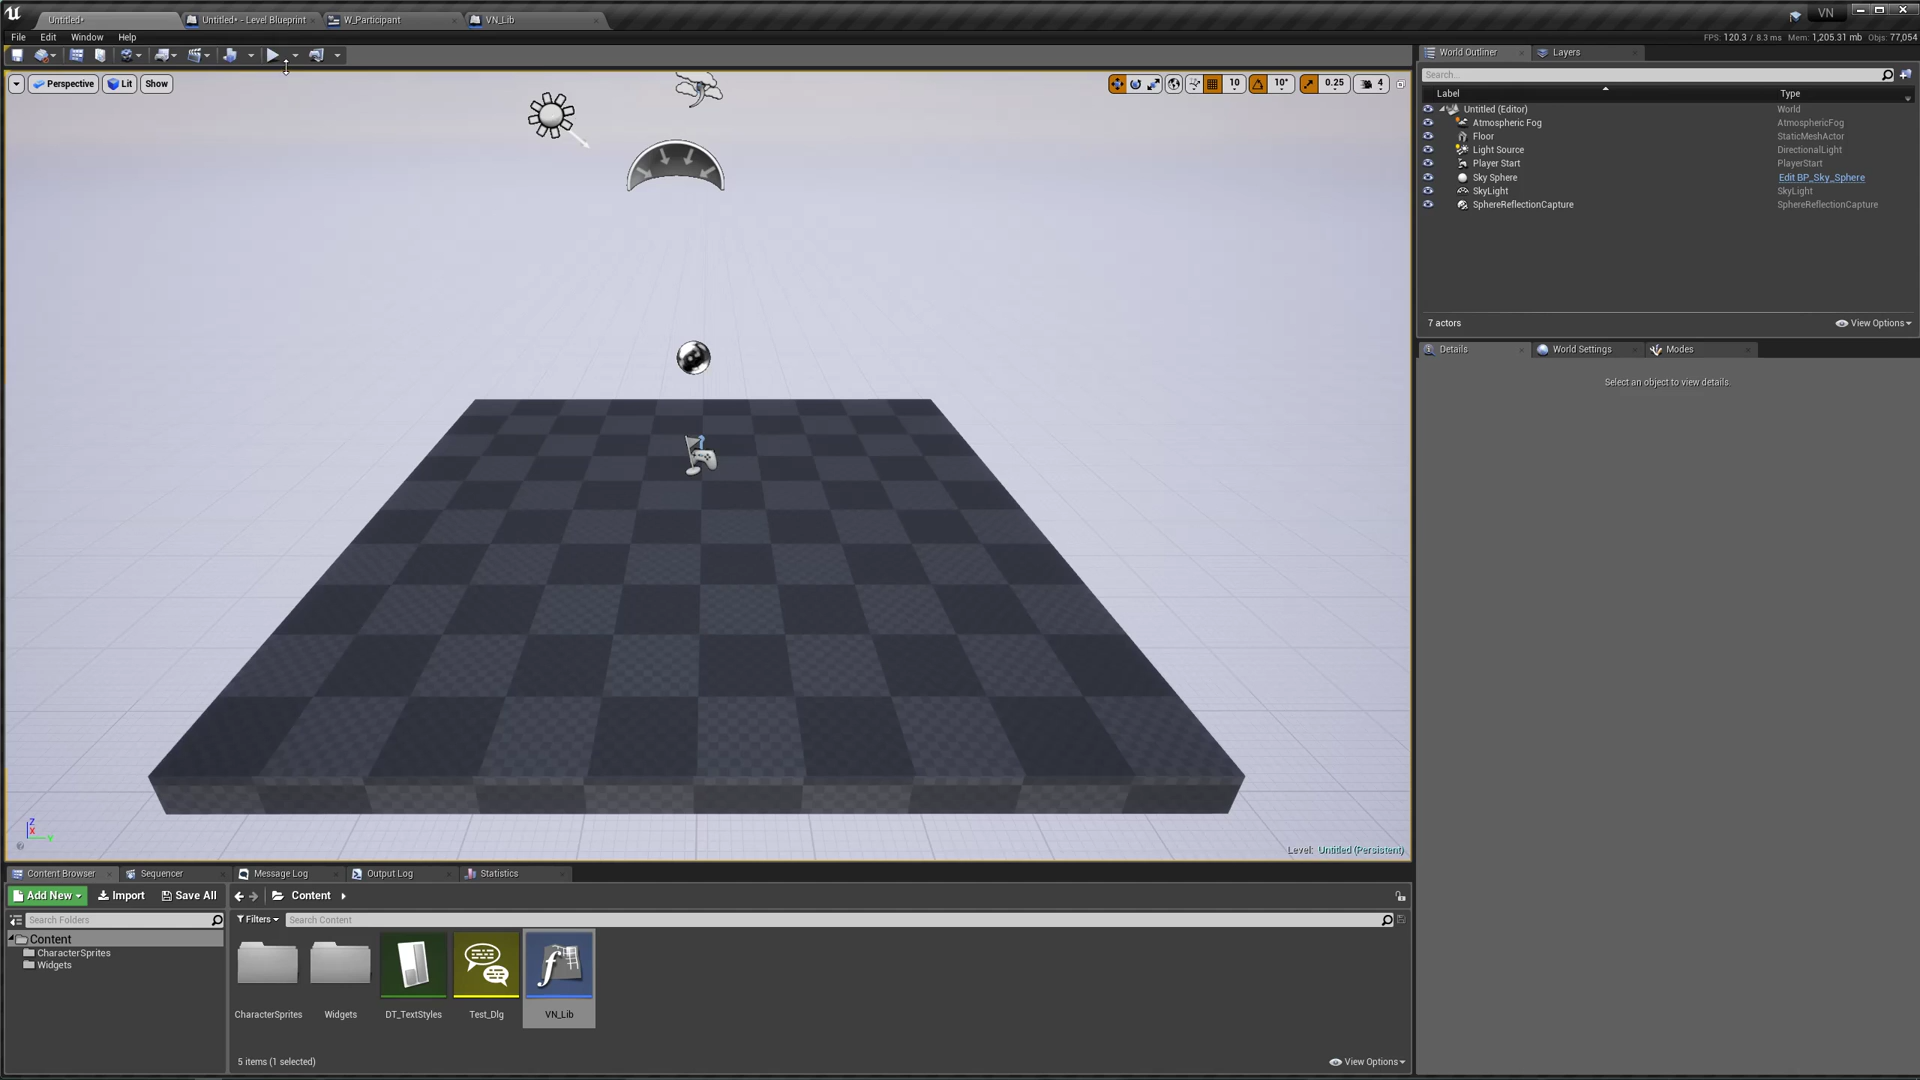 Untitled* Untitled* - Level Blueprint W_Participant VN_Lib VN
File Edit Window Help
FPS: 120.3 / 8.3 ms Mem: 1,205.31 mb Objs: 77,054
Perspective Lit Show 10 10° 0.25 4
World Outliner Layers
Search...
Label Type
Untitled (Editor) World
Atmospheric Fog AtmosphericFog
Floor StaticMeshActor
Light Source DirectionalLight
Player Start PlayerStart
Sky Sphere Edit BP_Sky_Sphere
SkyLight SkyLight
SphereReflectionCapture SphereReflectionCapture
7 actors View Options
Details World Settings Modes
Select an object to view details.
Z
X
Y
Level: Untitled (Persistent)
Content Browser Sequencer Message Log Output Log Statistics
Add New Import Save All Content
Search Folders Filters Search Content
Content
CharacterSprites
Widgets
CharacterSprites Widgets DT_TextStyles Test_Dlg VN_Lib
5 items (1 selected) View Options